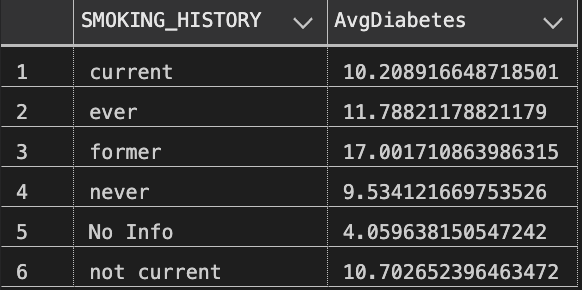 SMOKING_HISTORY AvgDiabetes
1 current 10.208916648718501
2 ever 11.78821178821179
3 former 17.001710863986315
4 never 9.534121669753526
5 No Info 4.059638150547242
6 not current 10.702652396463472